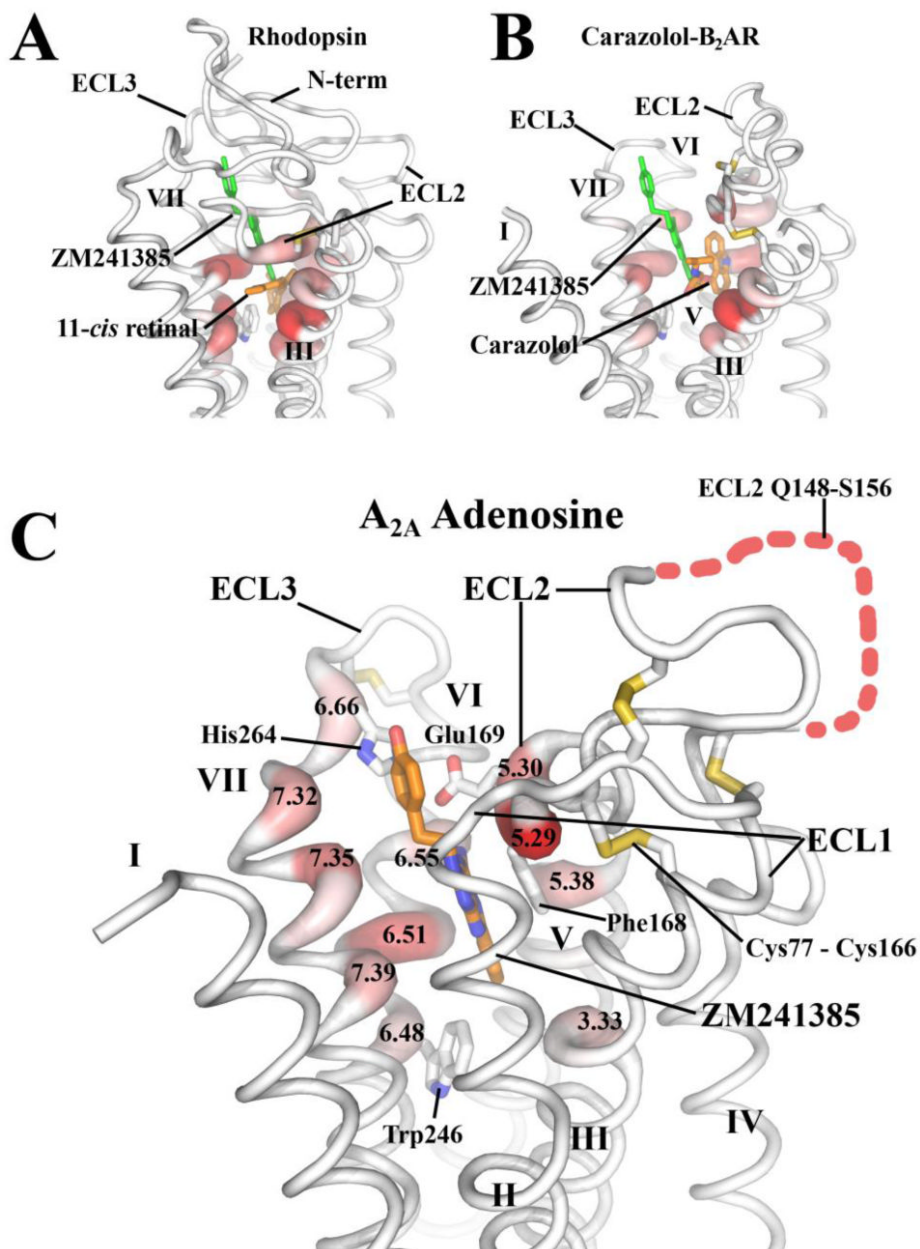 A
Rhodopsin
ECL3
N-term
VII
ECL2
ZM241385
11-cis retinal
III
B
Carazolol-B₂AR
ECL2
ECL3
VI
VII
I
ZM241385
V
Carazolol
III
ECL2 Q148-S156
C
A₂A Adenosine
ECL3
ECL2
VI
6.66
Glu169
His264
5.30
VII
7.32
5.29
I
ECL1
7.35
6.55
5.38
Phe168
6.51
V
Cys77 - Cys166
7.39
ZM241385
6.48
3.33
Trp246
III
IV
II